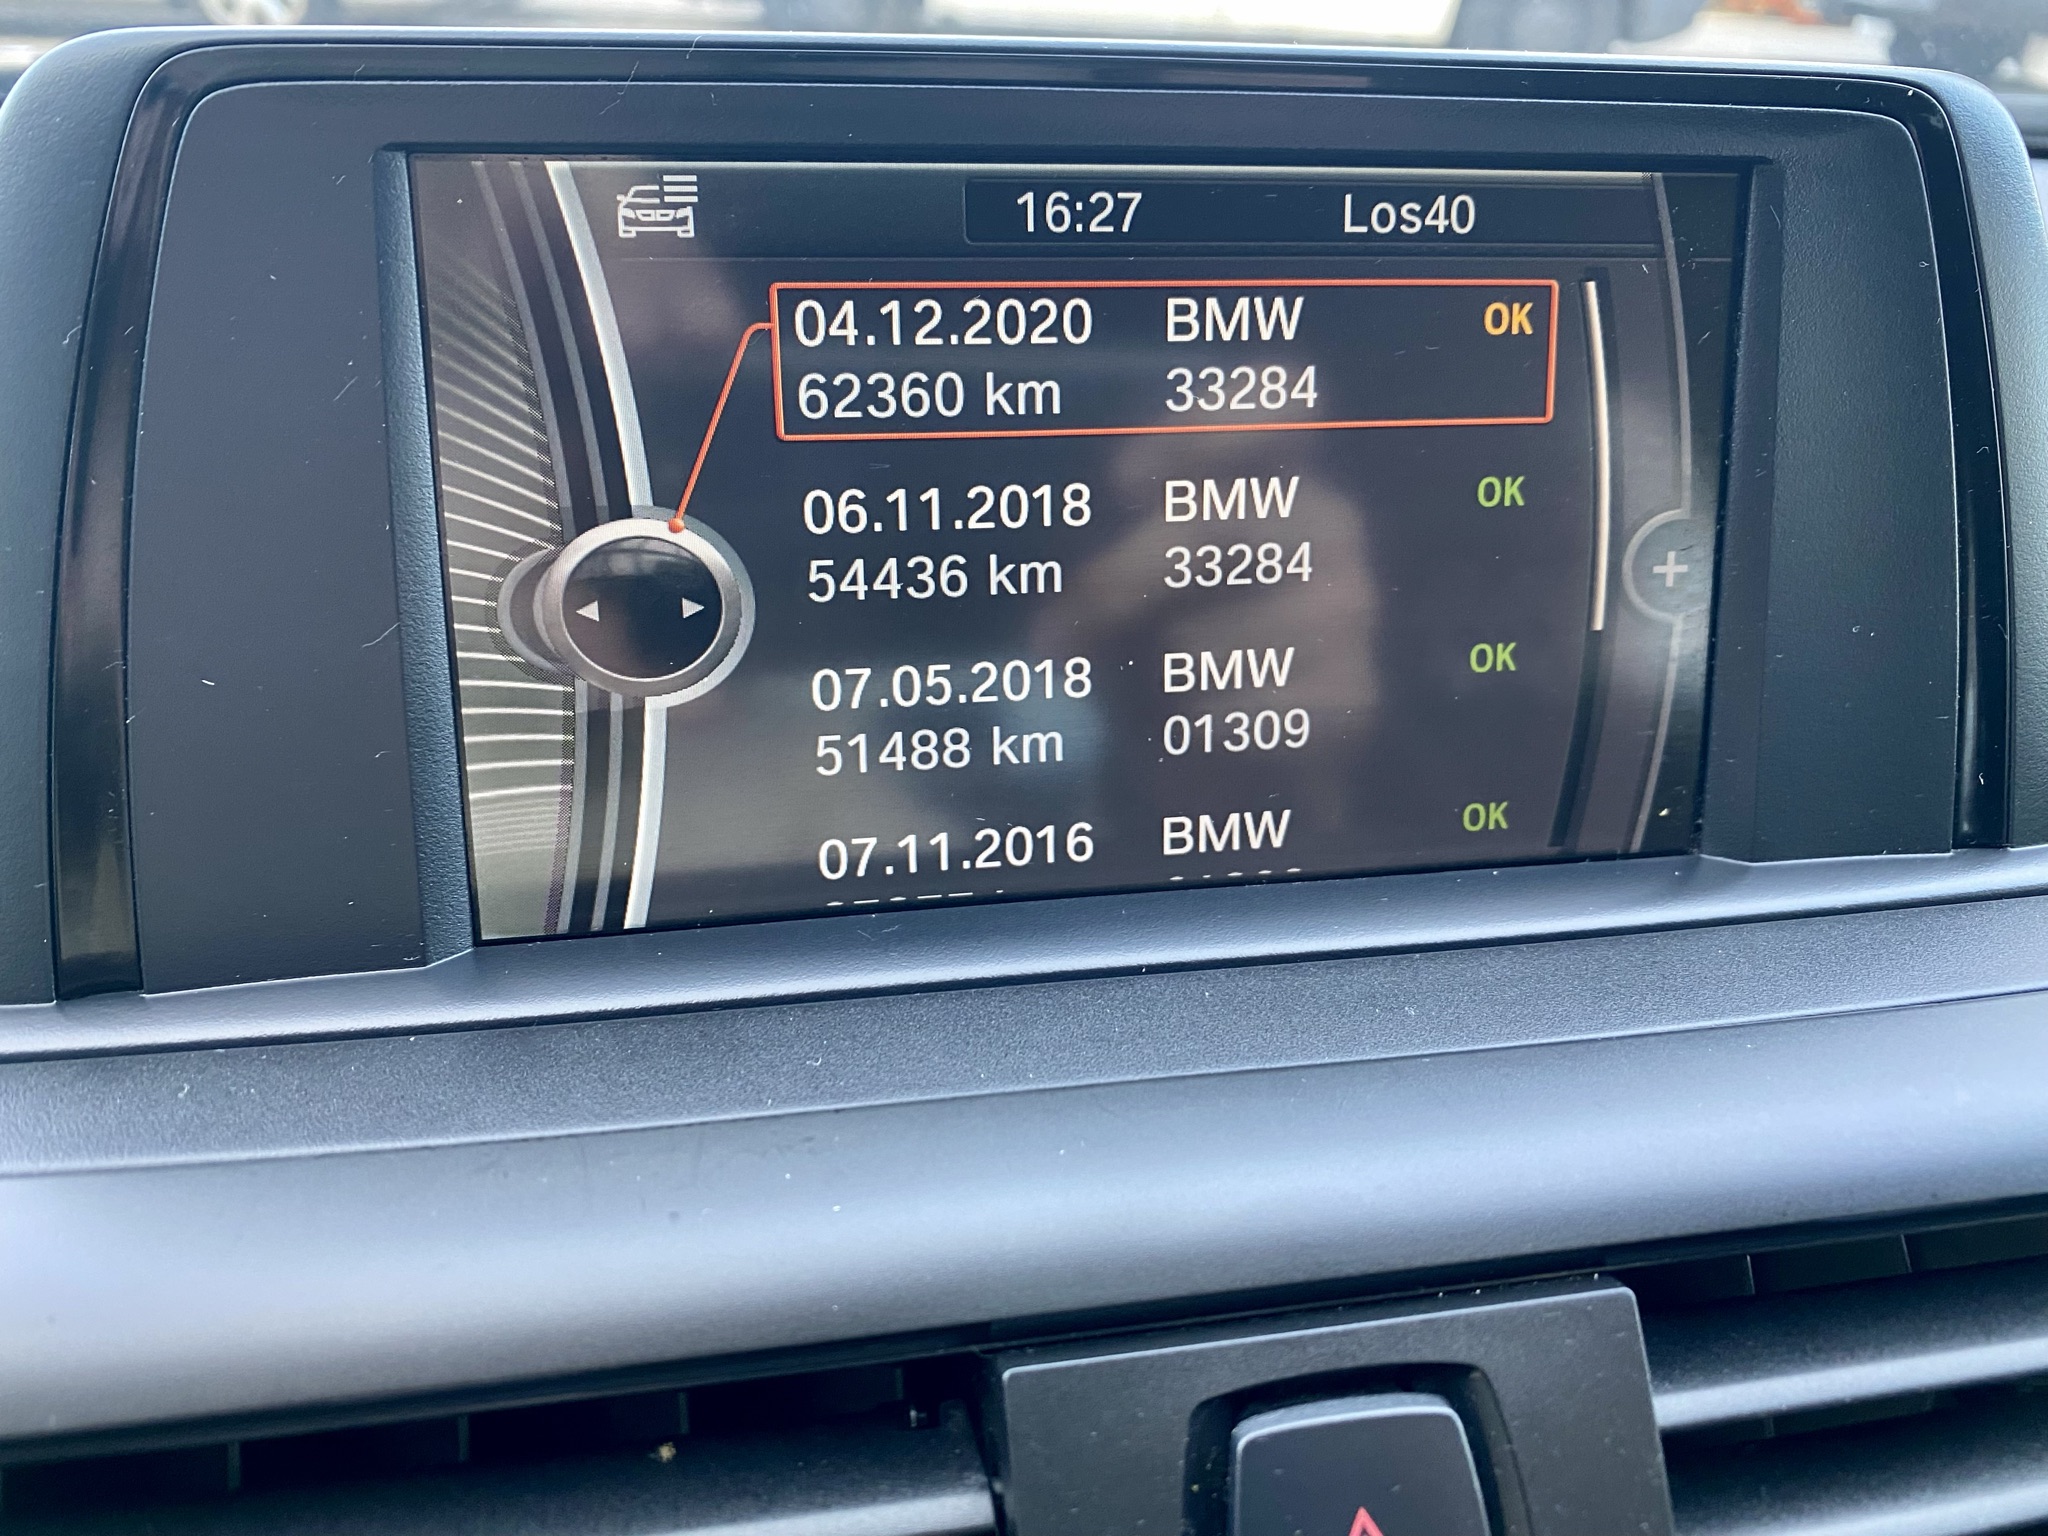 16:27 Los40
04.12.2020 BMW OK
62360 km 33284
06.11.2018 BMW OK
54436 km 33284
07.05.2018 BMW OK
51488 km 01309
07.11.2016 BMW OK